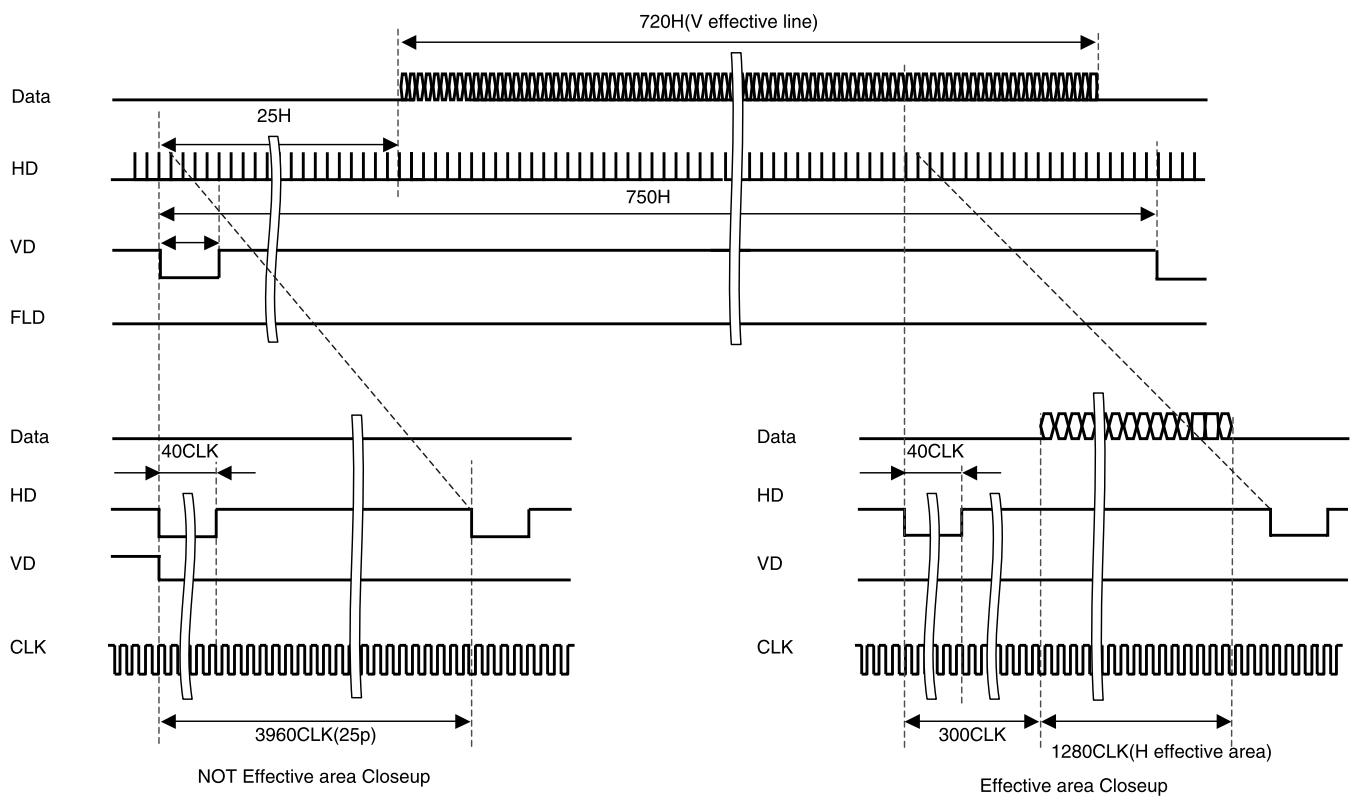 720H(V effective line)
Data
25H
HD
750H
VD
FLD
Data
40CLK
HD
VD
CLK
3960CLK(25p)
NOT Effective area Closeup
Data
40CLK
HD
VD
CLK
300CLK
1280CLK(H effective area)
Effective area Closeup